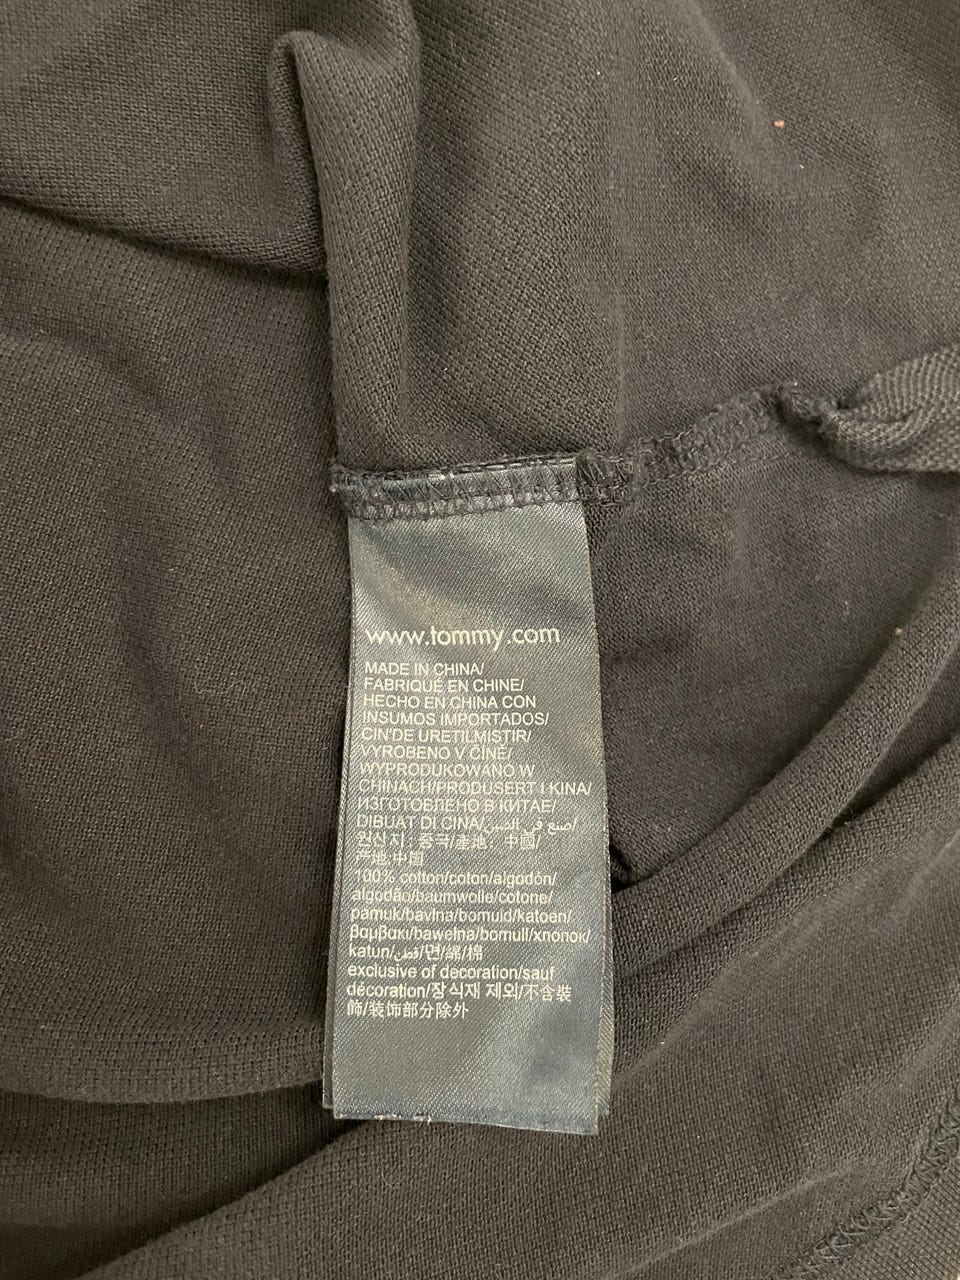 www.tommy.com
MADE IN CHINA/
FABRIQUÉ EN CHINE/
HECHO EN CHINA CON
INSUMOS IMPORTADOS/
CIN'DE URETILMISTIR/
VYROBENO V ČÍNĚ/
WYPRODUKOWANO W
CHINACH/PRODUSERT I KINA/
ИЗГОТОВЛЕНО В КИТАЕ/
DIBUAT DI CINA/صنع في الصين/
원산지: 중국/產地: 中國/
产地:中国
100% cotton/coton/algodón/
algodão/baumwolle/cotone/
pamuk/bavlna/bomuld/katoen/
βαμβακι/bawełna/bomull/хлопок/
katun/قطن/면/綿/棉
exclusive of decoration/sauf
décoration/장식재 제외/不含裝
飾/装饰部分除外